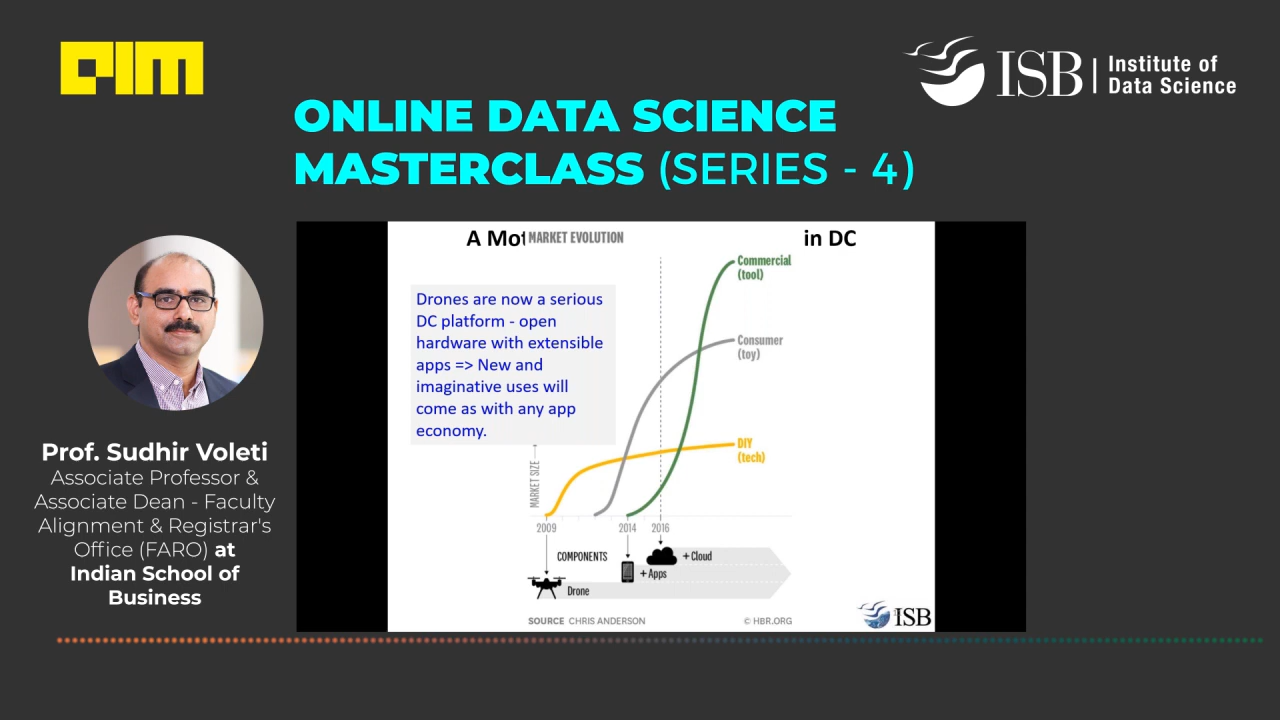 AIM
ISB | Institute of
Data Science
ONLINE DATA SCIENCE
MASTERCLASS (SERIES - 4)
A Mot MARKET EVOLUTION in DC
Commercial
(tool)
Drones are now a serious
DC platform - open
hardware with extensible
apps => New and
imaginative uses will
come as with any app
economy.
Consumer
(toy)
DIY
(tech)
MARKET SIZE
2009 2014 2016
COMPONENTS
+ Cloud
+ Apps
Drone
SOURCE CHRIS ANDERSON © HBR.ORG
ISB
Prof. Sudhir Voleti
Associate Professor &
Associate Dean - Faculty
Alignment & Registrar's
Office (FARO) at
Indian School of
Business